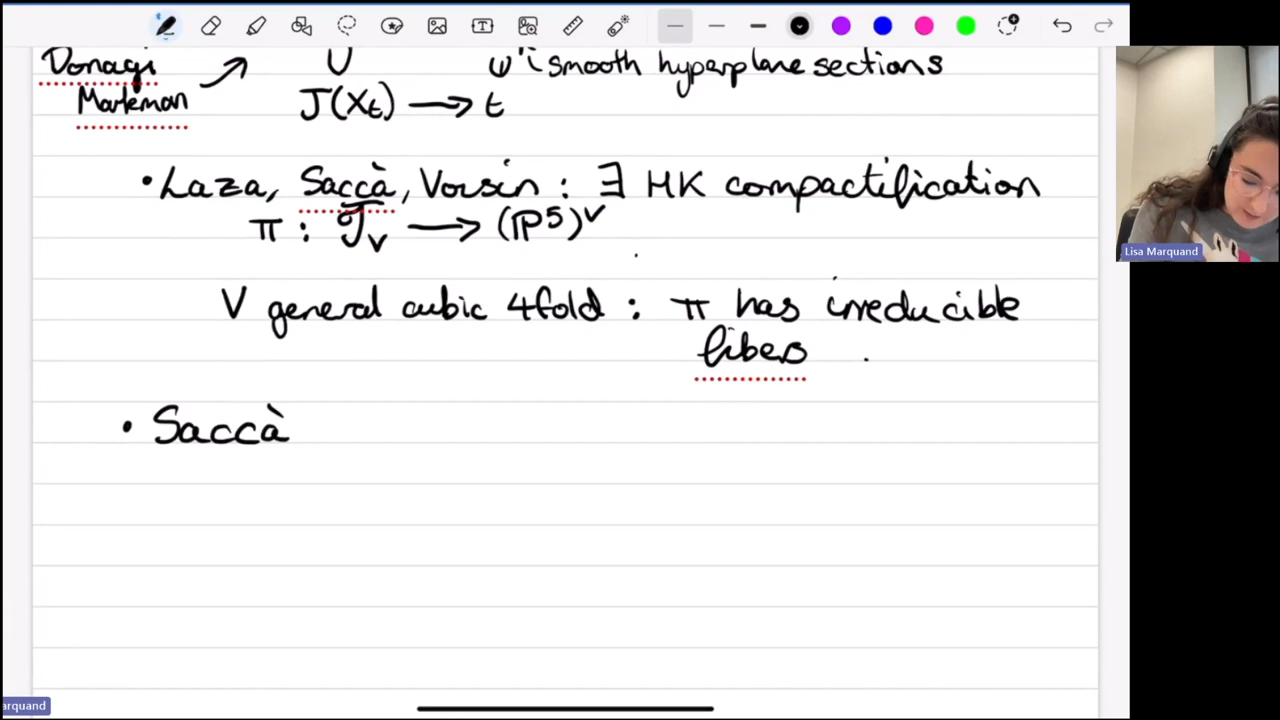 Donagi
U   U' ⊂ smooth hyperplane sections
Markman
J(X_t) ⟶ t
• Laza, Saccà, Voisin : ∃ HK compactification
π : J̅_V ⟶ (ℙ5)^∨
V general cubic 4fold : π has irreducible
fibers
• Saccà
Lisa Marquand
arquand